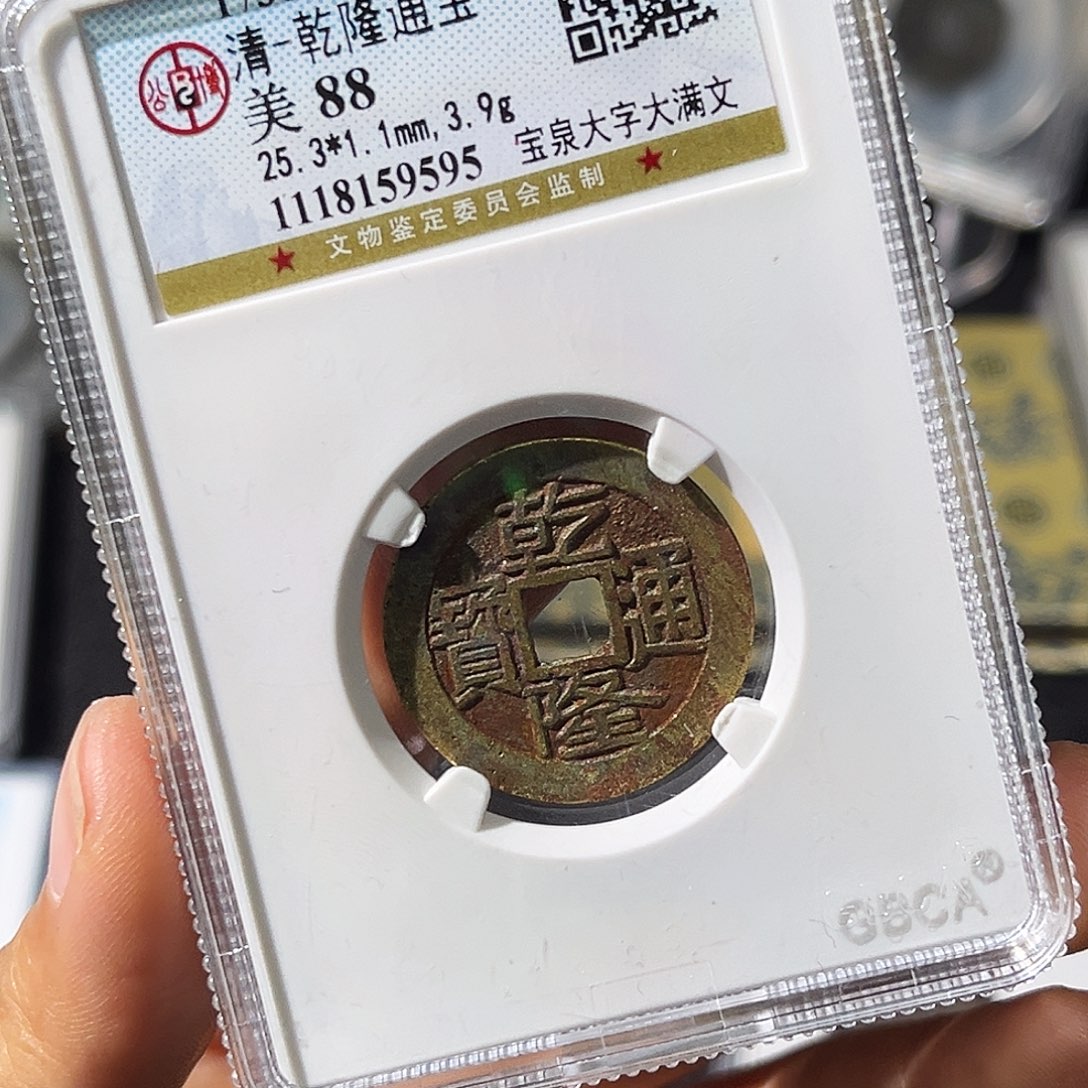 清-乾隆通宝
美 88
25.3*1.1mm,3.9g
宝泉大字大满文
1118159595
★ 文物鉴定委员会监制 ★
乾隆通寳
GBCA®